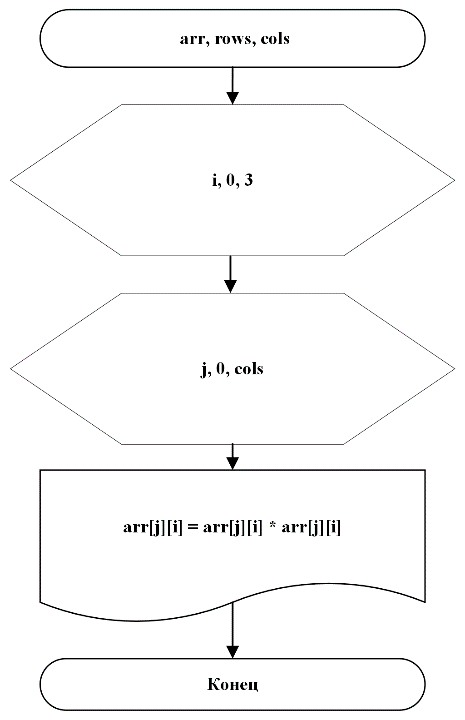 arr, rows, cols
i, 0, 3
j, 0, cols
arr[j][i] = arr[j][i] * arr[j][i]
Конец